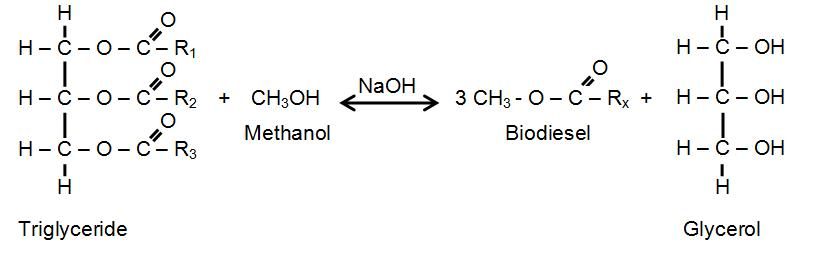 H H
O
H – C – O – C – R1 H – C – OH
O O
H – C – O – C – R2 + CH3OH NaOH 3 CH3 - O – C – Rx + H – C – OH
O
Methanol Biodiesel
H – C – O – C – R3 H – C – OH
H H
Triglyceride Glycerol